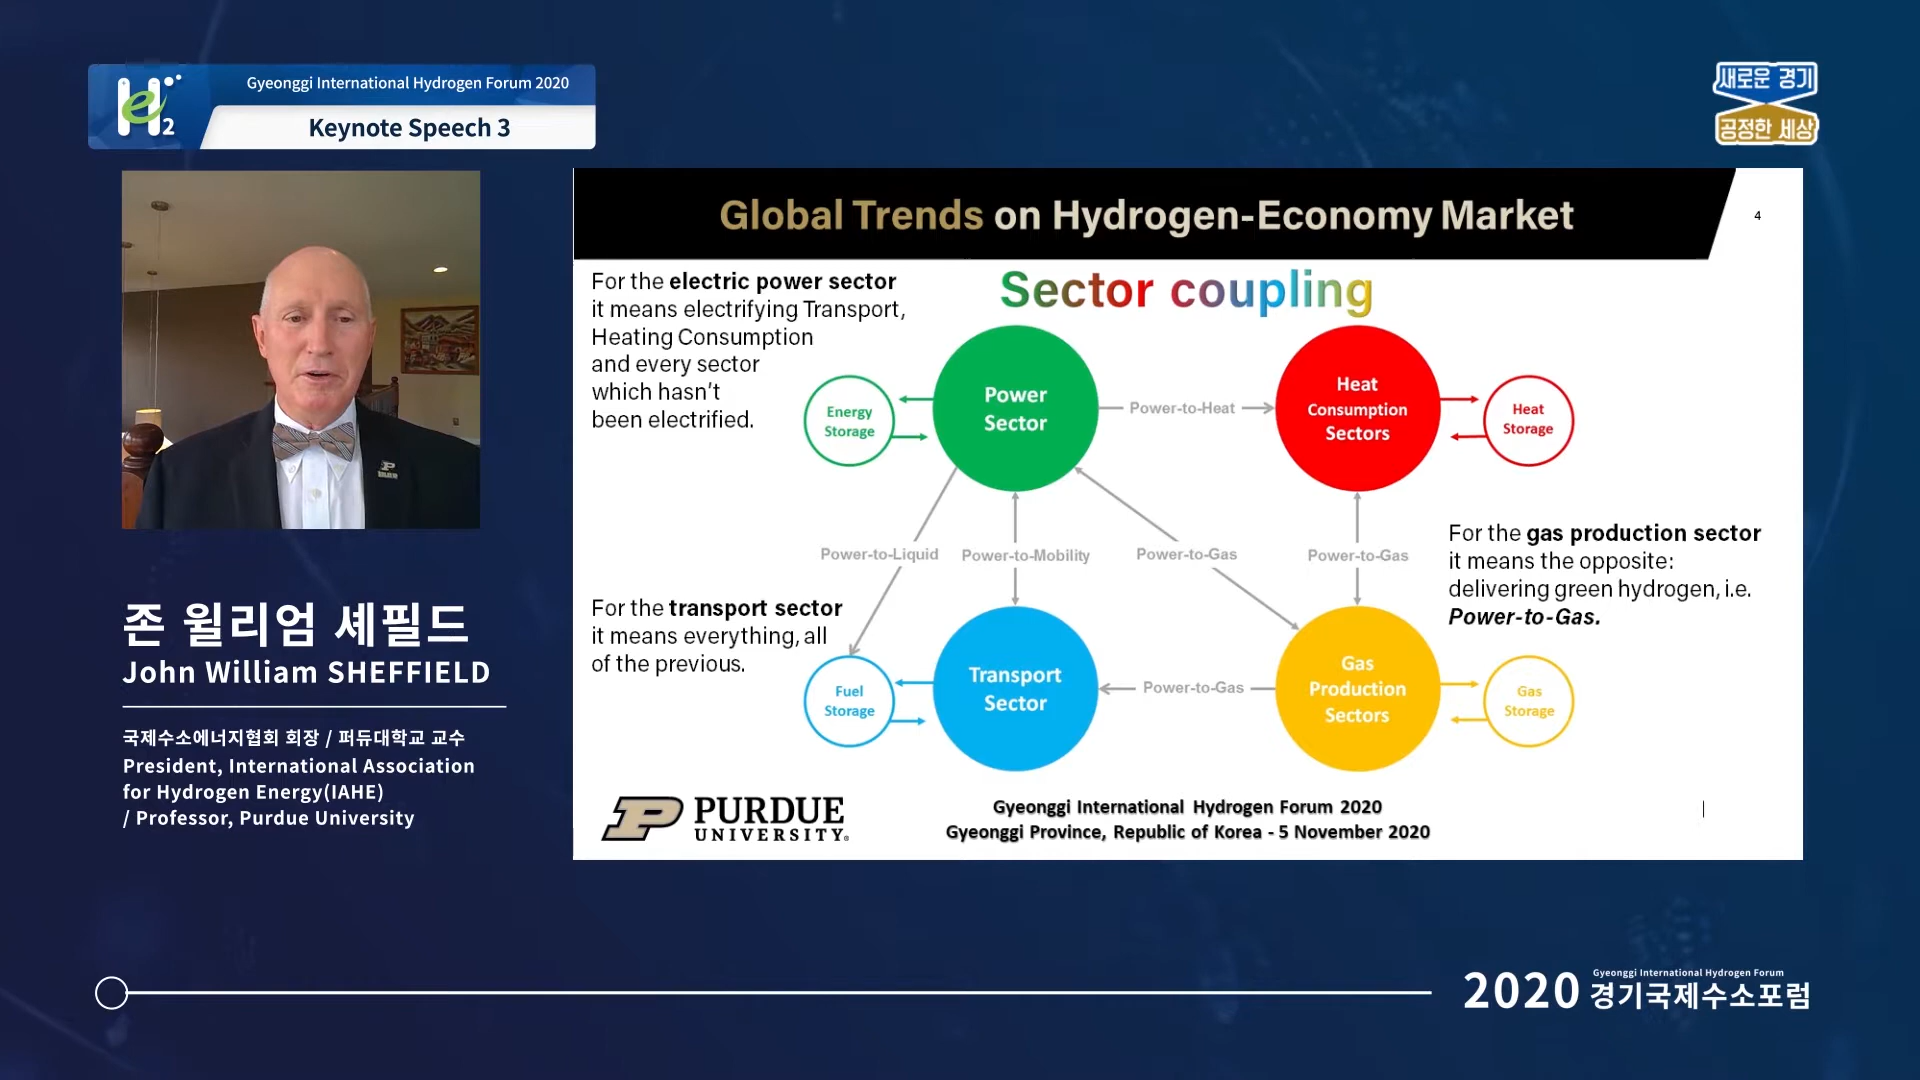 Gyeonggi International Hydrogen Forum 2020
He2
Keynote Speech 3
새로운 경기
공정한 세상
존 윌리엄 셰필드
John William SHEFFIELD
국제수소에너지협회 회장 / 퍼듀대학교 교수
President, International Association
for Hydrogen Energy(IAHE)
/ Professor, Purdue University
Global Trends on Hydrogen-Economy Market
4
Sector coupling
For the electric power sector
it means electrifying Transport,
Heating Consumption
and every sector
which hasn't
been electrified.
Energy
Storage
Power
Sector
Power-to-Heat
Heat
Consumption
Sectors
Heat
Storage
Power-to-Liquid
Power-to-Mobility
Power-to-Gas
Power-to-Gas
For the gas production sector
it means the opposite:
delivering green hydrogen, i.e.
Power-to-Gas.
For the transport sector
it means everything, all
of the previous.
Fuel
Storage
Transport
Sector
Power-to-Gas
Gas
Production
Sectors
Gas
Storage
P PURDUE
UNIVERSITY®
Gyeonggi International Hydrogen Forum 2020
Gyeonggi Province, Republic of Korea - 5 November 2020
Gyeonggi International Hydrogen Forum
2020 경기국제수소포럼